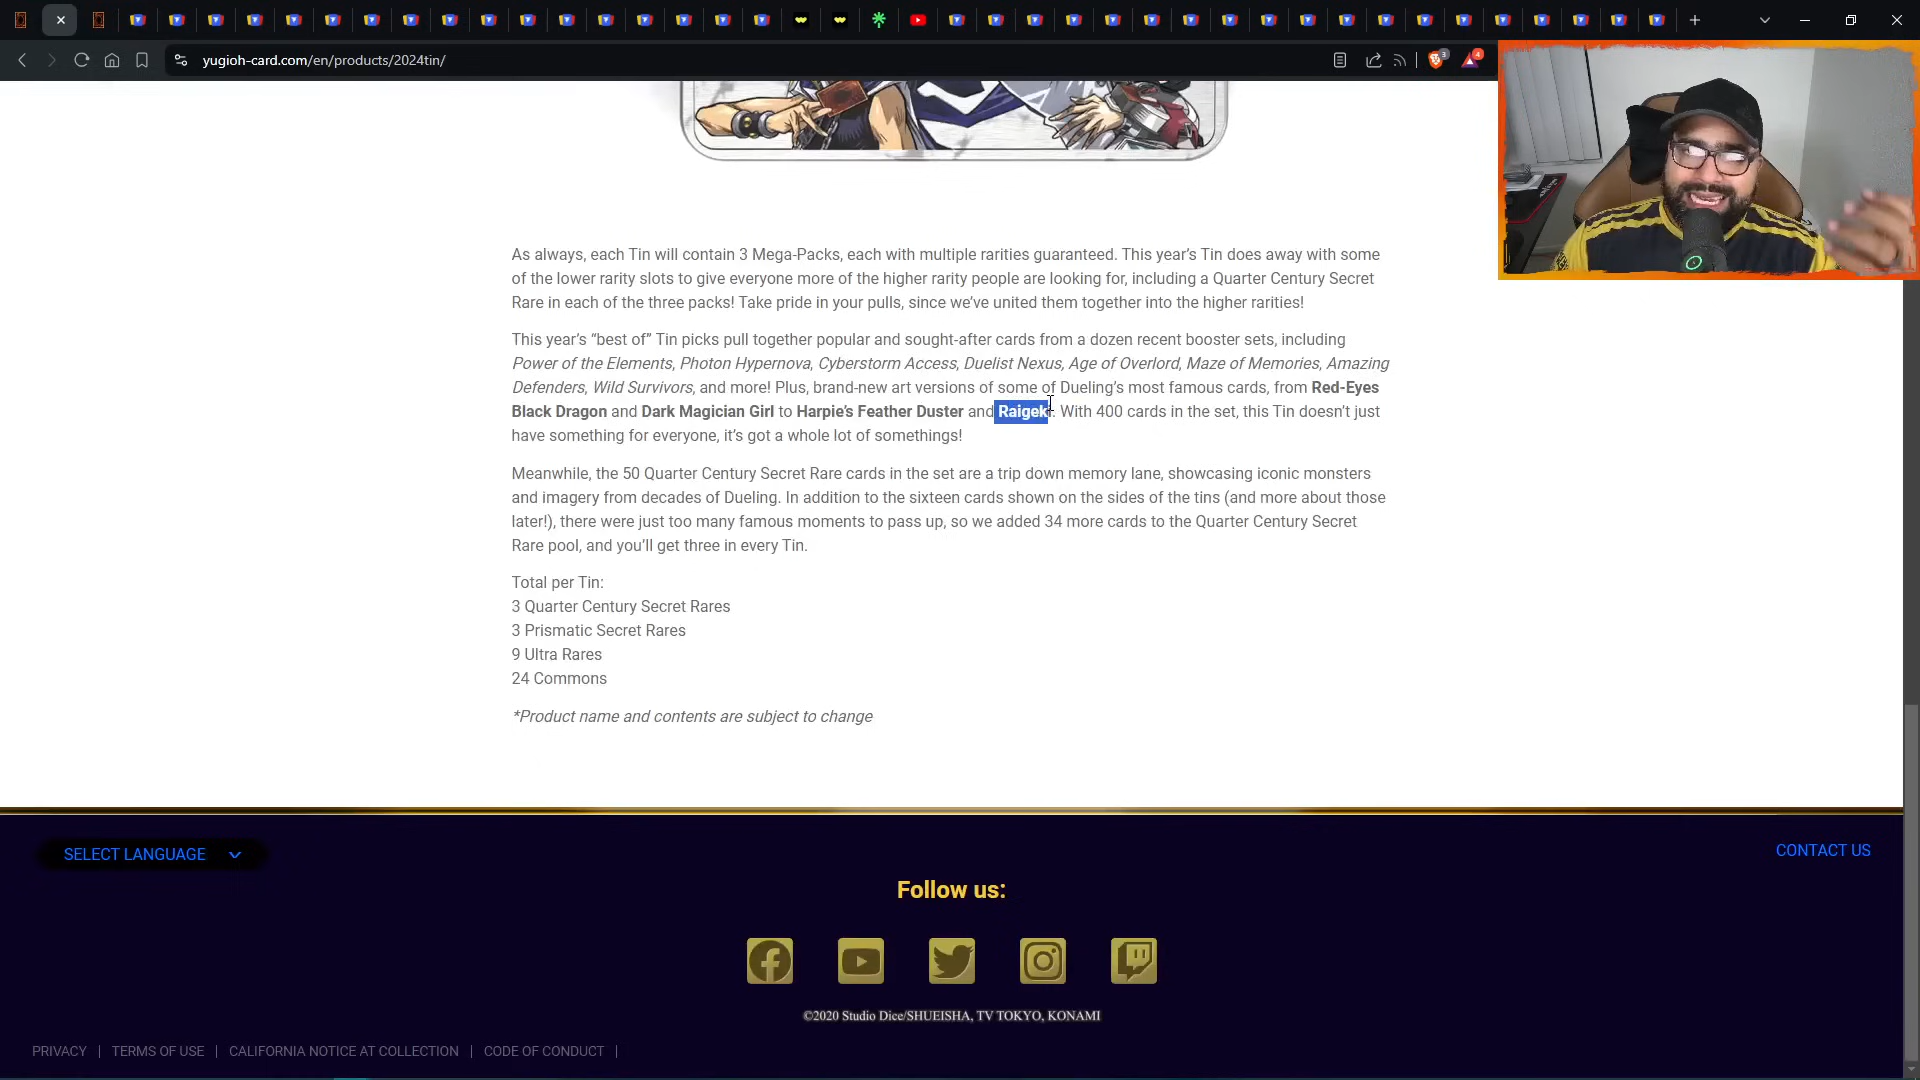 yugioh-card.com/en/products/2024tin/
3
4
As always, each Tin will contain 3 Mega-Packs, each with multiple rarities guaranteed. This year’s Tin does away with some
of the lower rarity slots to give everyone more of the higher rarity people are looking for, including a Quarter Century Secret
Rare in each of the three packs! Take pride in your pulls, since we’ve united them together into the higher rarities!
This year’s “best of” Tin picks pull together popular and sought-after cards from a dozen recent booster sets, including
Power of the Elements, Photon Hypernova, Cyberstorm Access, Duelist Nexus, Age of Overlord, Maze of Memories, Amazing
Defenders, Wild Survivors, and more! Plus, brand-new art versions of some of Dueling’s most famous cards, from Red-Eyes
Black Dragon and Dark Magician Girl to Harpie’s Feather Duster and Raigeki. With 400 cards in the set, this Tin doesn’t just
have something for everyone, it’s got a whole lot of somethings!
Meanwhile, the 50 Quarter Century Secret Rare cards in the set are a trip down memory lane, showcasing iconic monsters
and imagery from decades of Dueling. In addition to the sixteen cards shown on the sides of the tins (and more about those
later!), there were just too many famous moments to pass up, so we added 34 more cards to the Quarter Century Secret
Rare pool, and you’ll get three in every Tin.
Total per Tin:
3 Quarter Century Secret Rares
3 Prismatic Secret Rares
9 Ultra Rares
24 Commons
*Product name and contents are subject to change
SELECT LANGUAGE
CONTACT US
Follow us:
©2020 Studio Dice/SHUEISHA, TV TOKYO, KONAMI
PRIVACY | TERMS OF USE | CALIFORNIA NOTICE AT COLLECTION | CODE OF CONDUCT |